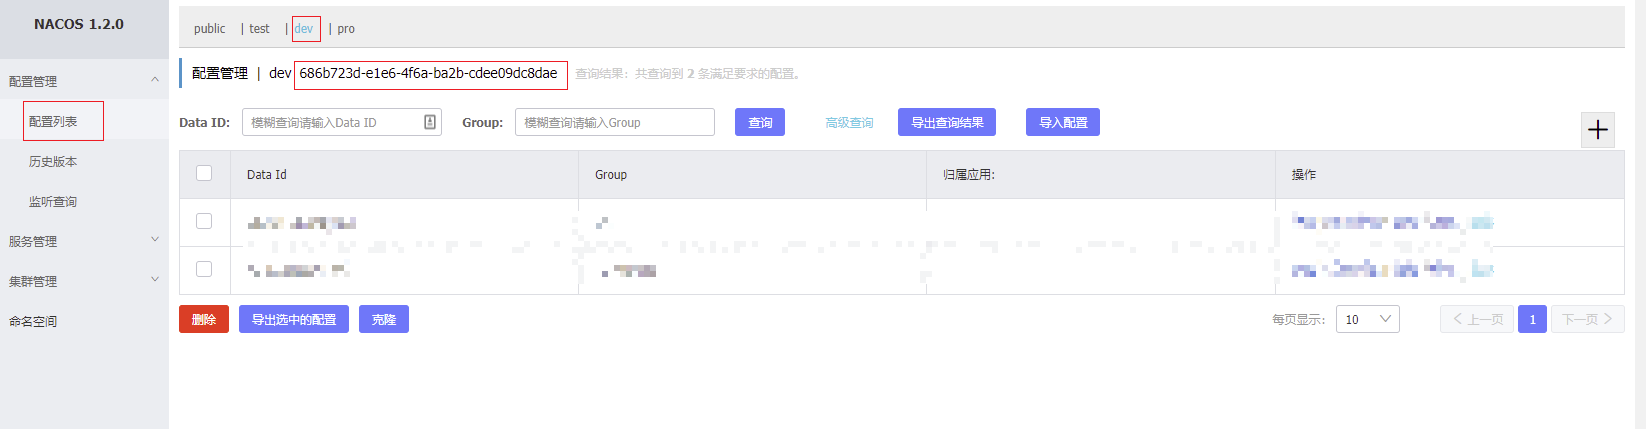 NACOS 1.2.0
public | test | dev | pro
配置管理
配置管理 | dev 686b723d-e1e6-4f6a-ba2b-cdee09dc8dae 查询结果：共查询到 2 条满足要求的配置。
配置列表
Data ID: 模糊查询请输入Data ID Group: 模糊查询请输入Group 查询 高级查询 导出查询结果 导入配置
历史版本
Data Id Group 归属应用: 操作
监听查询
服务管理
集群管理
命名空间
删除 导出选中的配置 克隆 每页显示： 10 上一页 1 下一页